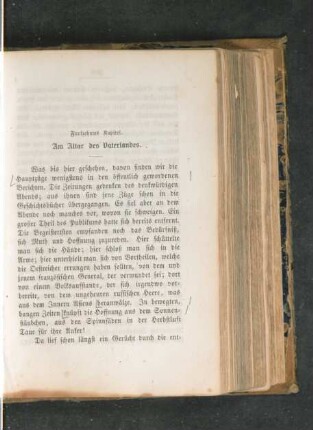 Am Altar des Vaterlandes.
Was bis hier geschehen, davon finden wir die
Hauptzüge wenigstens in den öffentlich gewordenen
Berichten. Die Zeitungen gedenken des denkwürdigen
Abends; aus ihnen sind jene Züge schon in die
Geschichtsbücher übergegangen. Es fiel aber an dem
Abende noch manches vor, wovon sie schweigen. Ein
großer Theil des Publikums hatte sich bereits entfernt.
Die Begeisterten empfanden noch das Bedürfniß,
sich Muth und Hoffnung zuzureden. Hier schüttelte
man sich die Hände; hier schloß man sich in die
Arme; hier unterhielt man sich von Vortheilen, welche
die Oestreicher errungen haben sollten, von dem und
jenem französischen General, der verwundet sei; dort
von einem Volksaufstande, der sich irgendwo vor-
bereite, von dem ungeheuren russischen Heere, was
aus dem Innern Asiens heranwälze. In bewegten,
bangen Zeiten knüpft die Hoffnung aus dem Sonnen-
stäubchen, aus den Spinnfäden in der Herbstluft
Taue für ihre Anker!
Da lief schon längst ein Gerücht durch die ent-